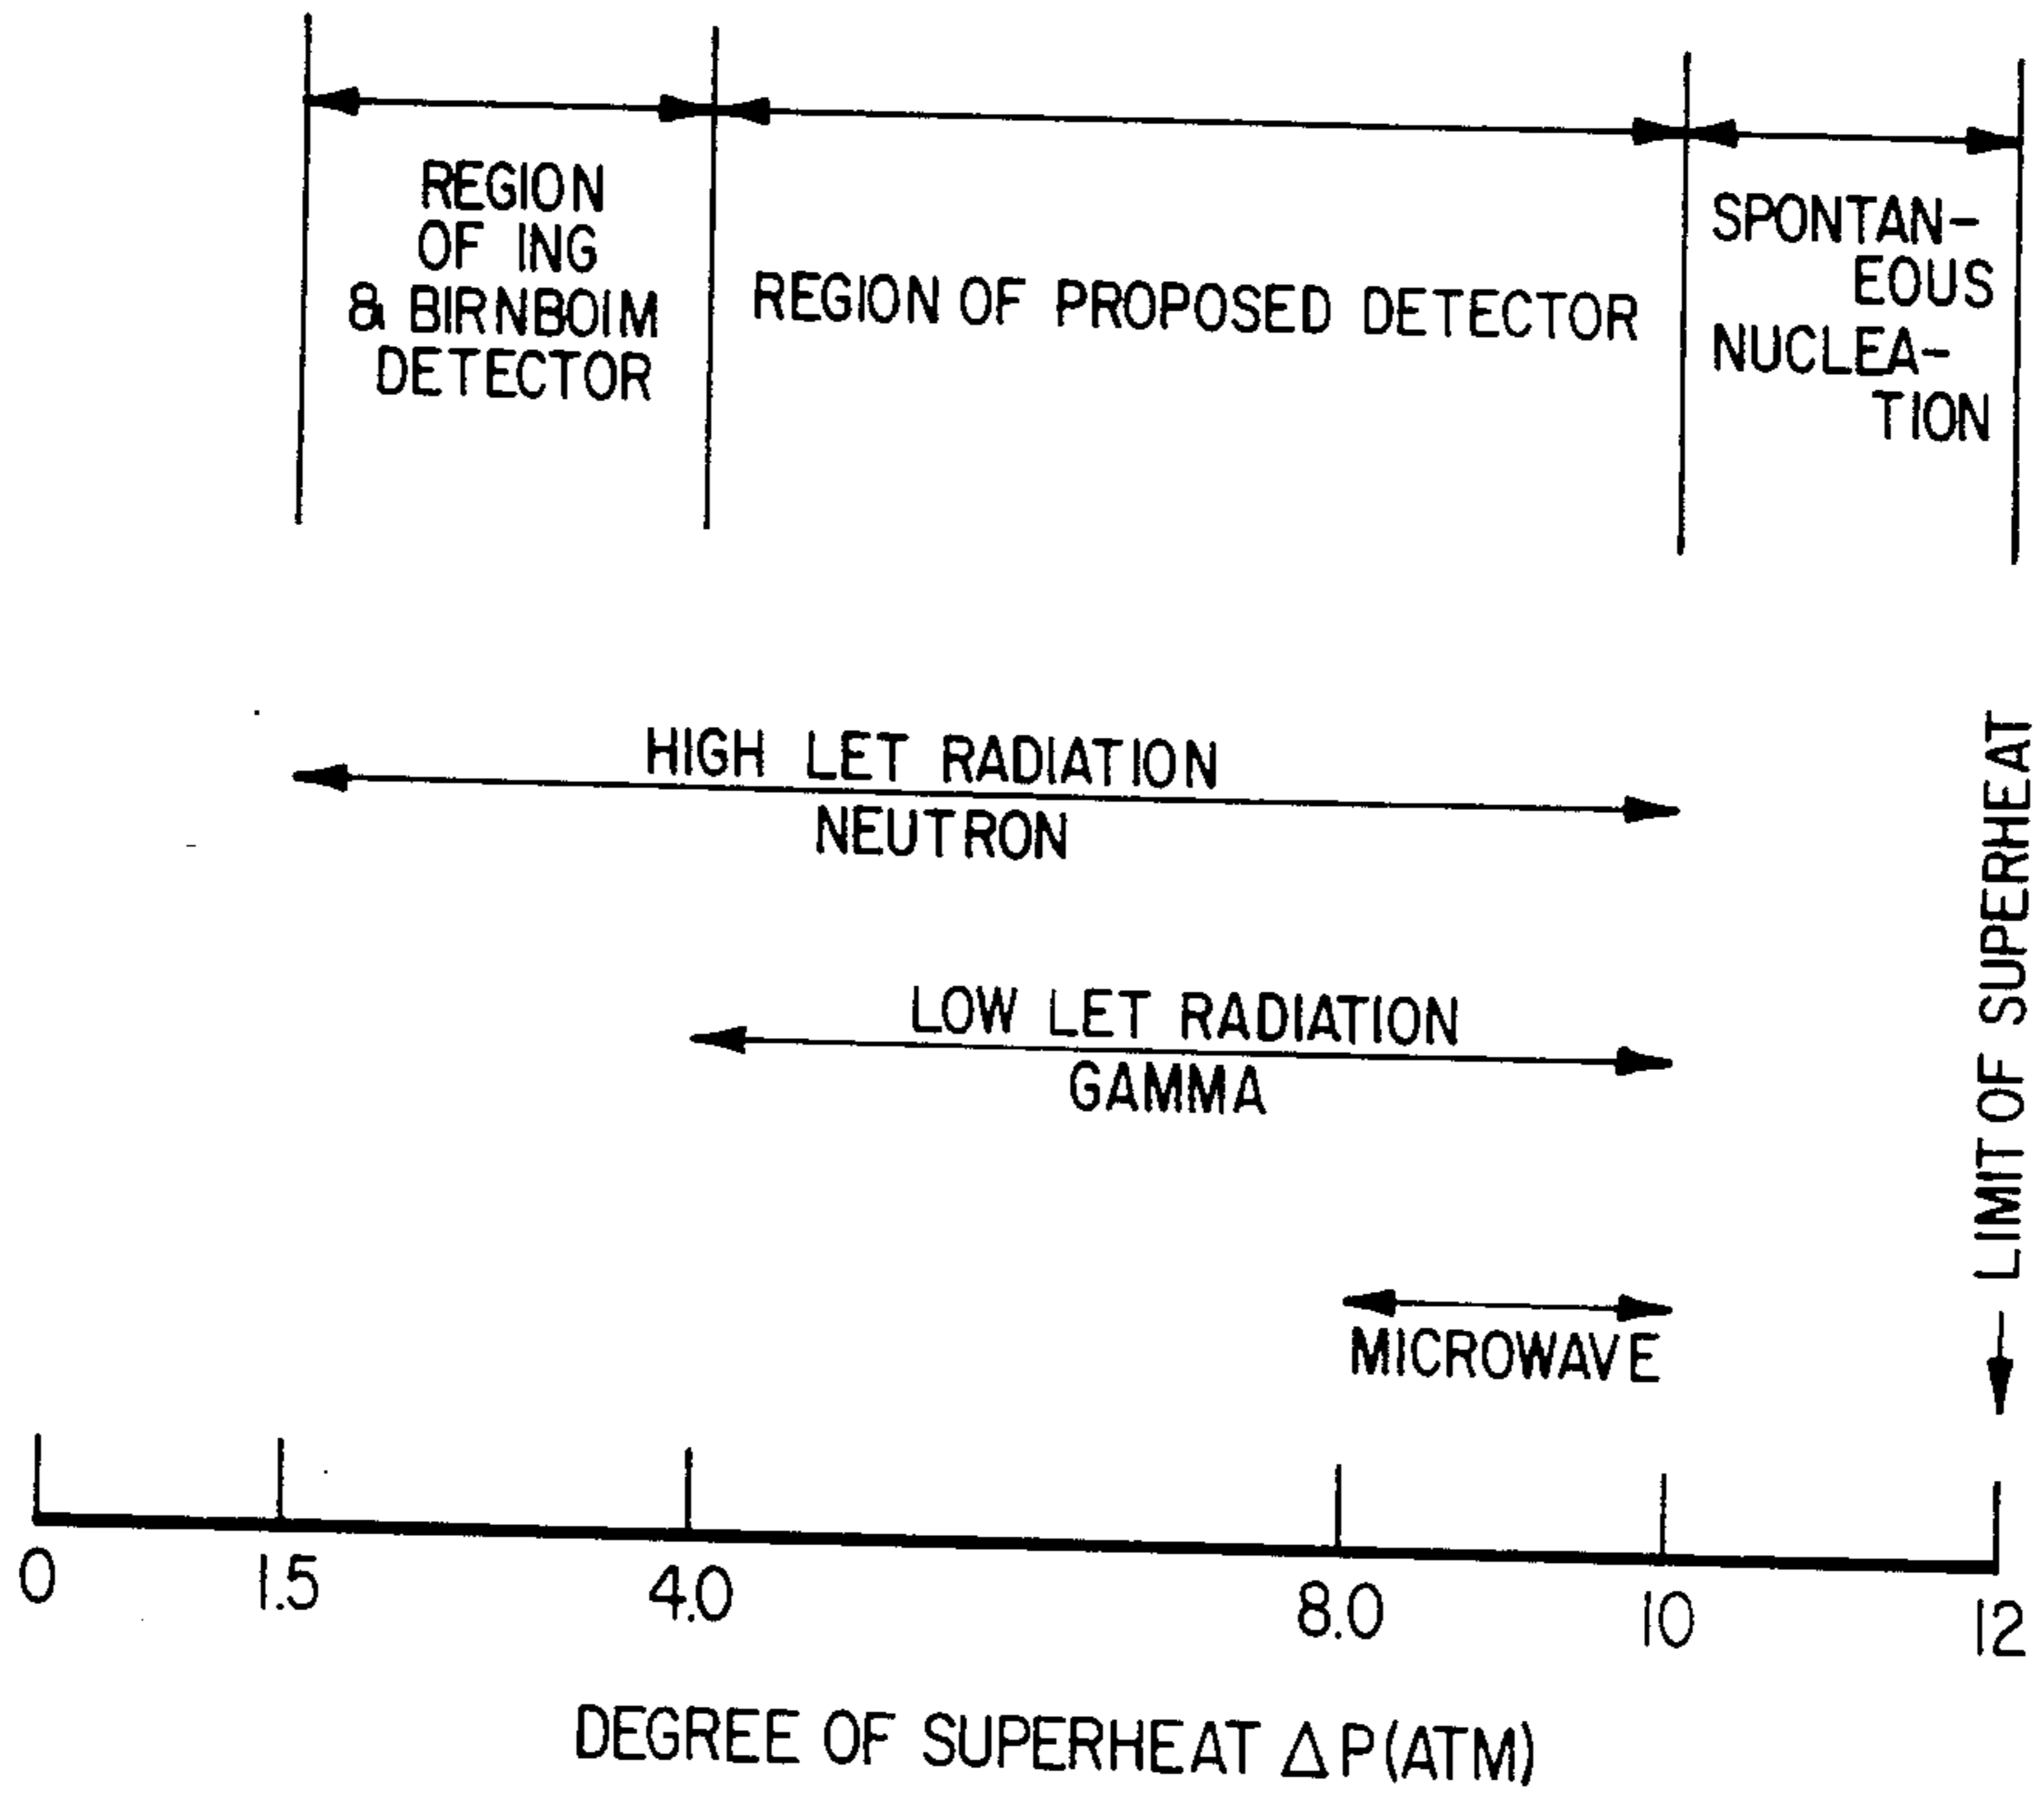 REGION
OF ING
& BIRNBOIM
DETECTOR
REGION OF PROPOSED DETECTOR
SPONTAN-
EOUS
NUCLEA-
TION
HIGH LET RADIATION
NEUTRON
LOW LET RADIATION
GAMMA
MICROWAVE
LIMIT OF SUPERHEAT
0
1.5
4.0
8.0
10
12
DEGREE OF SUPERHEAT ΔP(ATM)